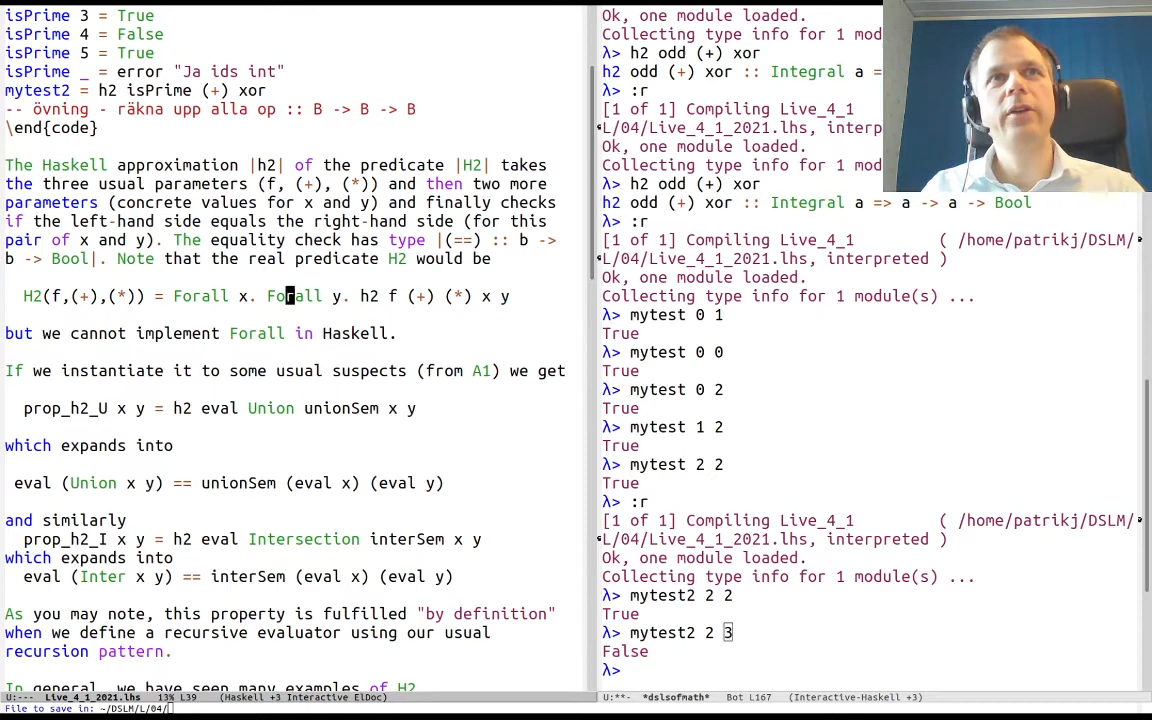 isPrime 3 = True
isPrime 4 = False
isPrime 5 = True
isPrime _ = error "Ja ids int"
mytest2 = h2 isPrime (+) xor
-- övning - räkna upp alla op :: B -> B -> B
\end{code}
The Haskell approximation |h2| of the predicate |H2| takes
the three usual parameters (f, (+), (*)) and then two more
parameters (concrete values for x and y) and finally checks
if the left-hand side equals the right-hand side (for this
pair of x and y). The equality check has type |(==) :: b ->
b -> Bool|. Note that the real predicate H2 would be
H2(f,(+),(*)) = Forall x. Forall y. h2 f (+) (*) x y
but we cannot implement Forall in Haskell.
If we instantiate it to some usual suspects (from A1) we get
prop_h2_U x y = h2 eval Union unionSem x y
which expands into
eval (Union x y) == unionSem (eval x) (eval y)
and similarly
prop_h2_I x y = h2 eval Intersection interSem x y
which expands into
eval (Inter x y) == interSem (eval x) (eval y)
As you may note, this property is fulfilled "by definition"
when we define a recursive evaluator using our usual
recursion pattern.
In general, we have seen many examples of H2
U:--- Live_4_1_2021.lhs 13% L39 (Haskell +3 Interactive ElDoc)
File to save in: ~/DSLM/L/04/
Ok, one module loaded.
Collecting type info for 1 mod
λ> h2 odd (+) xor
h2 odd (+) xor :: Integral a =
λ> :r
[1 of 1] Compiling Live_4_1
L/04/Live_4_1_2021.lhs, interp
Ok, one module loaded.
Collecting type info for 1 mod
λ> h2 odd (+) xor
h2 odd (+) xor :: Integral a => a -> a -> Bool
λ> :r
[1 of 1] Compiling Live_4_1 ( /home/patrikj/DSLM/
L/04/Live_4_1_2021.lhs, interpreted )
Ok, one module loaded.
Collecting type info for 1 module(s) ...
λ> mytest 0 1
True
λ> mytest 0 0
True
λ> mytest 0 2
True
λ> mytest 1 2
True
λ> mytest 2 2
True
λ> :r
[1 of 1] Compiling Live_4_1 ( /home/patrikj/DSLM/
L/04/Live_4_1_2021.lhs, interpreted )
Ok, one module loaded.
Collecting type info for 1 module(s) ...
λ> mytest2 2 2
True
λ> mytest2 2 3
False
λ>
U:**- *dslsofmath* Bot L167 (Interactive-Haskell +3)